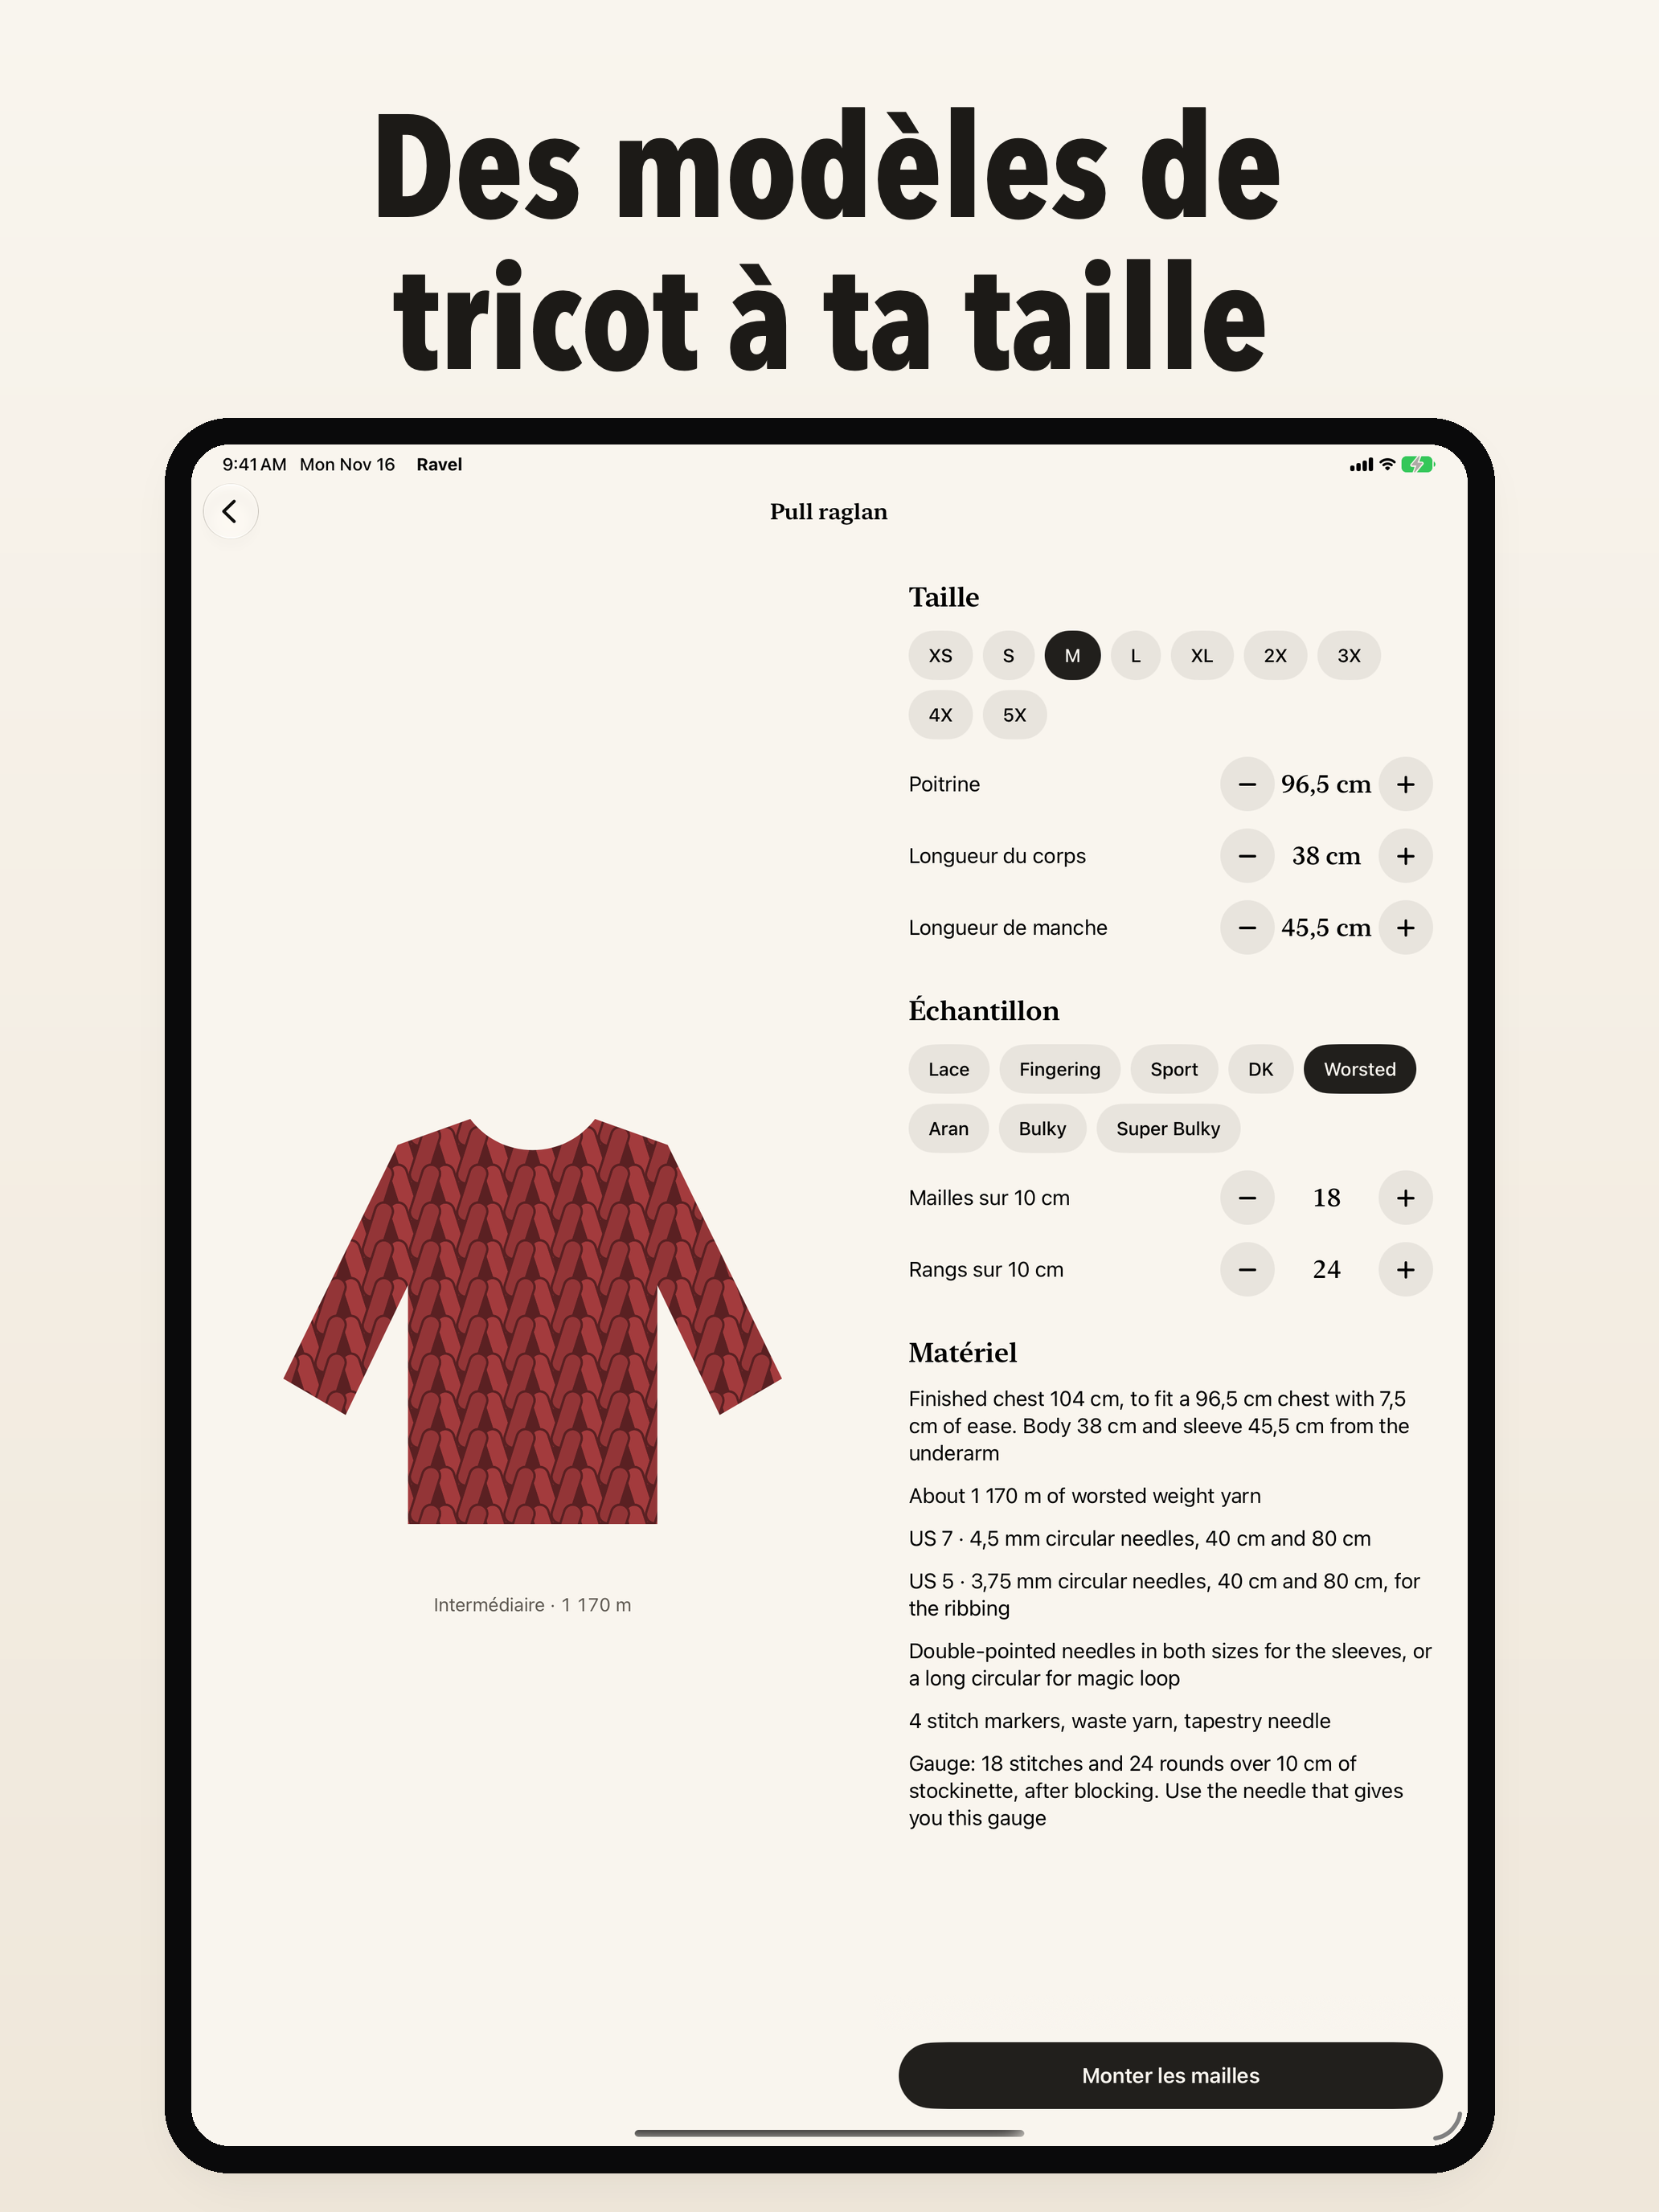 Des modèles de
tricot à ta taille
9:41 AM Mon Nov 16 Ravel
Pull raglan
Taille
XS S M L XL 2X 3X
4X 5X
Poitrine − 96,5 cm +
Longueur du corps − 38 cm +
Longueur de manche − 45,5 cm +
Échantillon
Lace Fingering Sport DK Worsted
Aran Bulky Super Bulky
Mailles sur 10 cm − 18 +
Rangs sur 10 cm − 24 +
Matériel
Finished chest 104 cm, to fit a 96,5 cm chest with 7,5
cm of ease. Body 38 cm and sleeve 45,5 cm from the
underarm
About 1 170 m of worsted weight yarn
US 7 · 4,5 mm circular needles, 40 cm and 80 cm
US 5 · 3,75 mm circular needles, 40 cm and 80 cm, for
the ribbing
Double-pointed needles in both sizes for the sleeves, or
a long circular for magic loop
4 stitch markers, waste yarn, tapestry needle
Gauge: 18 stitches and 24 rounds over 10 cm of
stockinette, after blocking. Use the needle that gives
you this gauge
Intermédiaire · 1 170 m
Monter les mailles